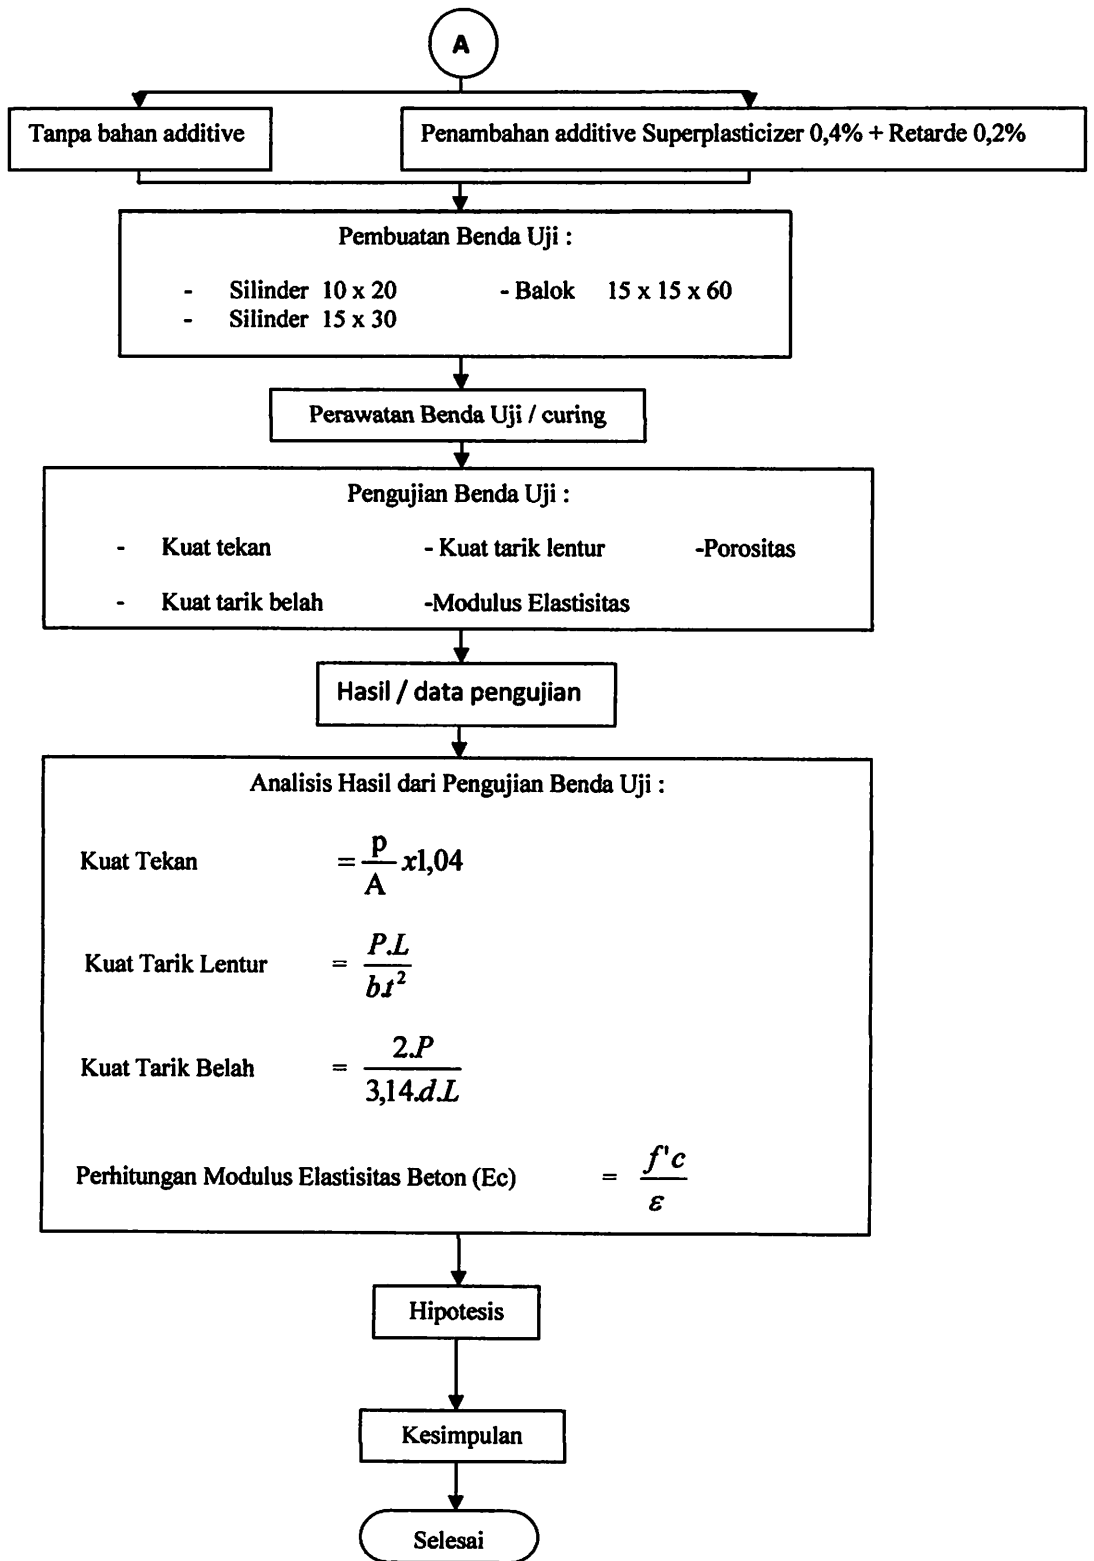 A
Tanpa bahan additive
Penambahan additive Superplasticizer 0,4% + Retarde 0,2%
Pembuatan Benda Uji :
- Silinder 10 x 20 - Balok 15 x 15 x 60
- Silinder 15 x 30
Perawatan Benda Uji / curing
Pengujian Benda Uji :
- Kuat tekan - Kuat tarik lentur -Porositas
- Kuat tarik belah -Modulus Elastisitas
Hasil / data pengujian
Analisis Hasil dari Pengujian Benda Uji :
Kuat Tekan = p/A x1,04
Kuat Tarik Lentur = P.L/b.t²
Kuat Tarik Belah = 2.P/3,14.d.L
Perhitungan Modulus Elastisitas Beton (Ec) = f'c/ε
Hipotesis
Kesimpulan
Selesai